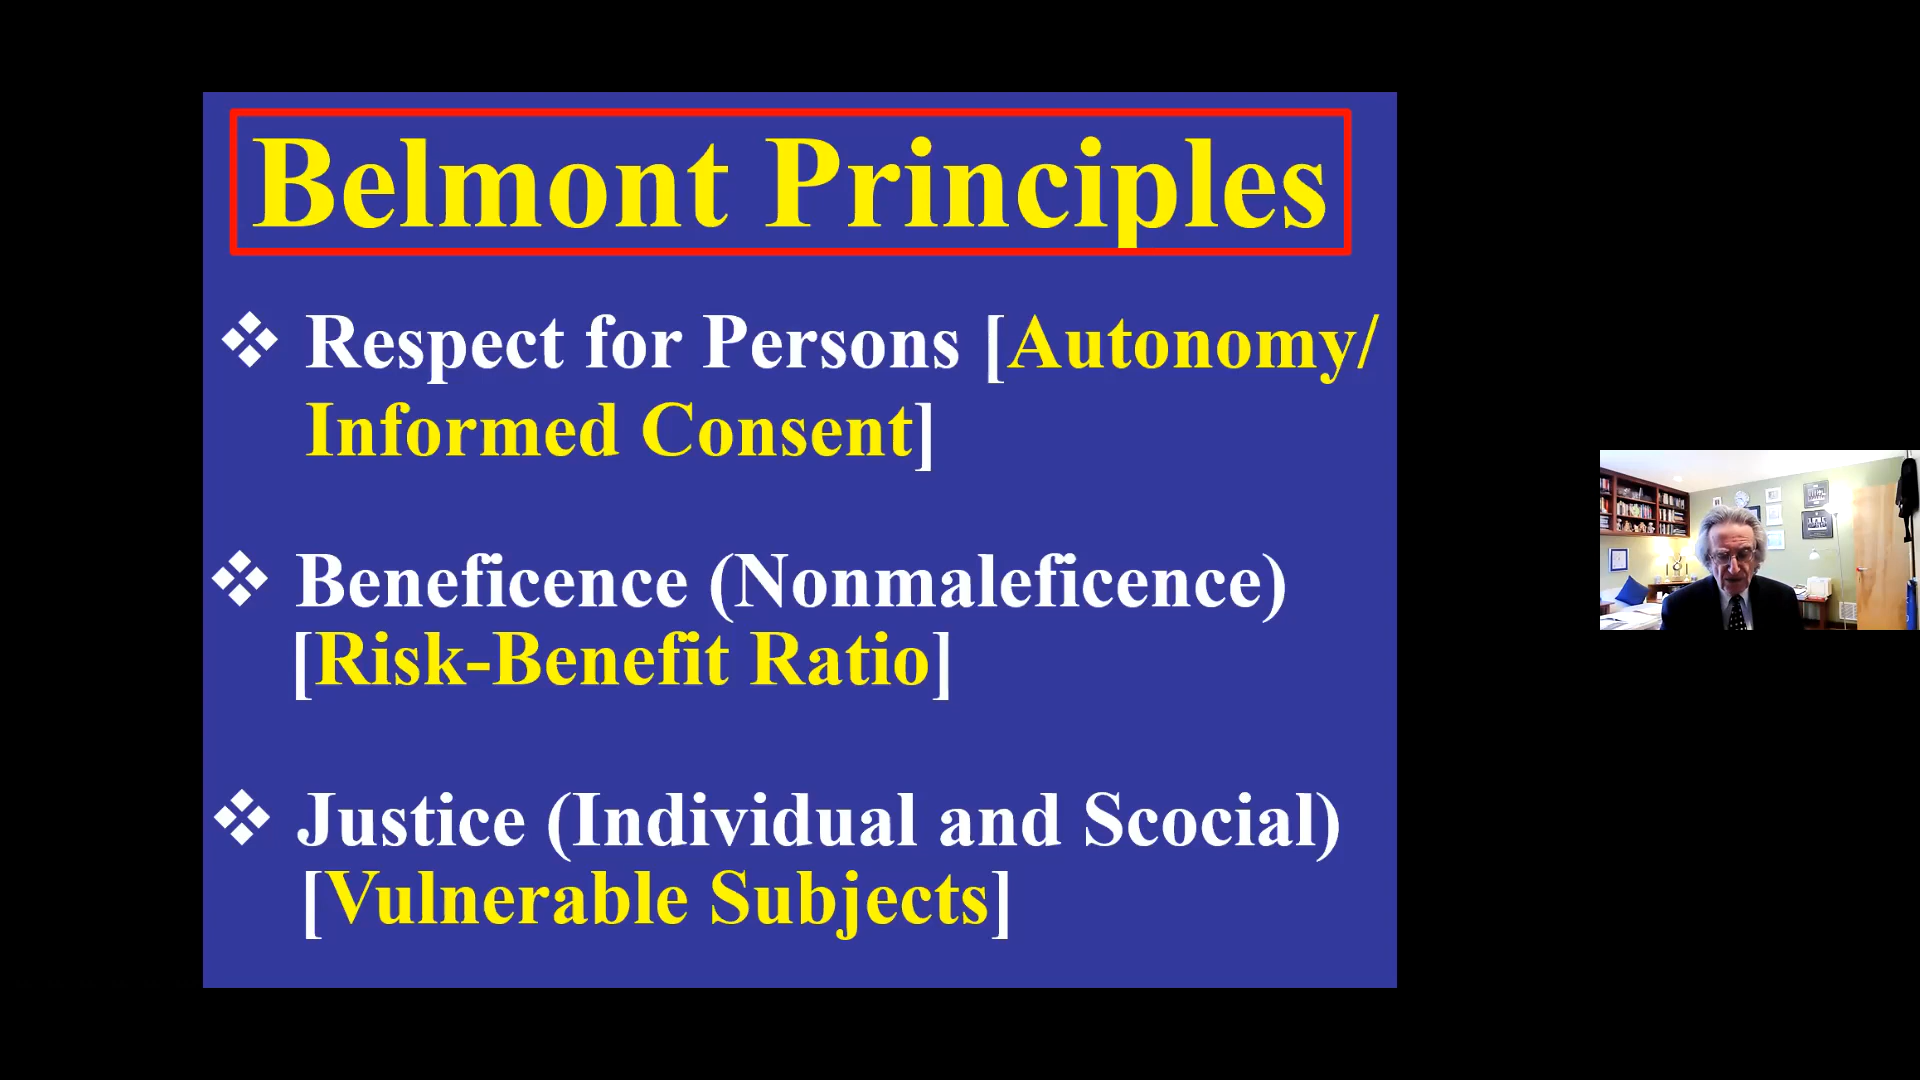 Belmont Principles
❖ Respect for Persons [Autonomy/
Informed Consent]
❖ Beneficence (Nonmaleficence)
[Risk-Benefit Ratio]
❖ Justice (Individual and Scocial)
[Vulnerable Subjects]